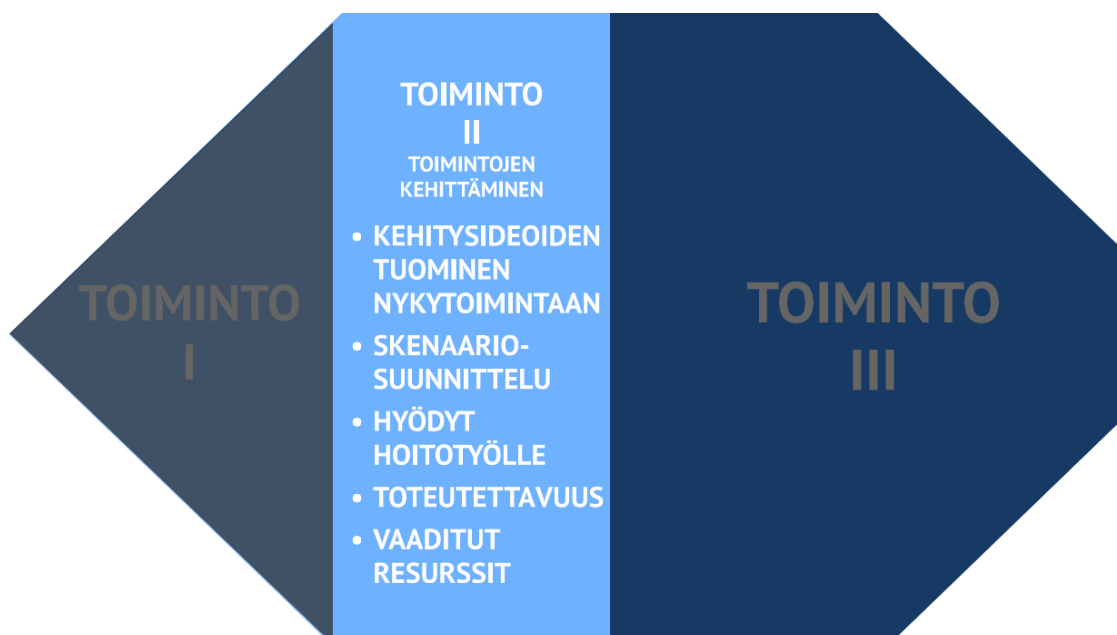 TOIMINTO
I
TOIMINTO
II
TOIMINTOJEN
KEHITTÄMINEN
• KEHITYSIDEOIDEN
TUOMINEN
NYKYTOIMINTAAN
• SKENAARIO-
SUUNNITTELU
• HYÖDYT
HOITOTYÖLLE
• TOTEUTETTAVUUS
• VAADITUT
RESURSSIT
TOIMINTO
III